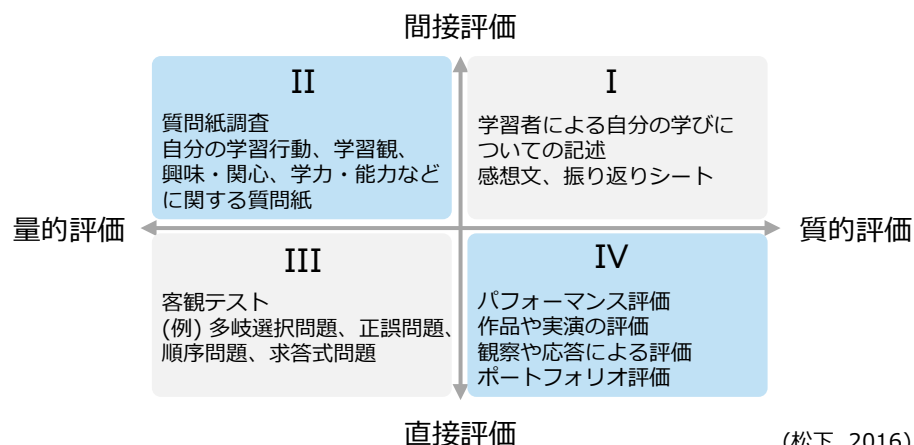 間接評価
II
質問紙調査
自分の学習行動、学習観、
興味・関心、学力・能力など
に関する質問紙
I
学習者による自分の学びに
ついての記述
感想文、振り返りシート
量的評価
質的評価
III
客観テスト
(例) 多岐選択問題、正誤問題、
順序問題、求答式問題
IV
パフォーマンス評価
作品や実演の評価
観察や応答による評価
ポートフォリオ評価
直接評価
(松下, 2016)